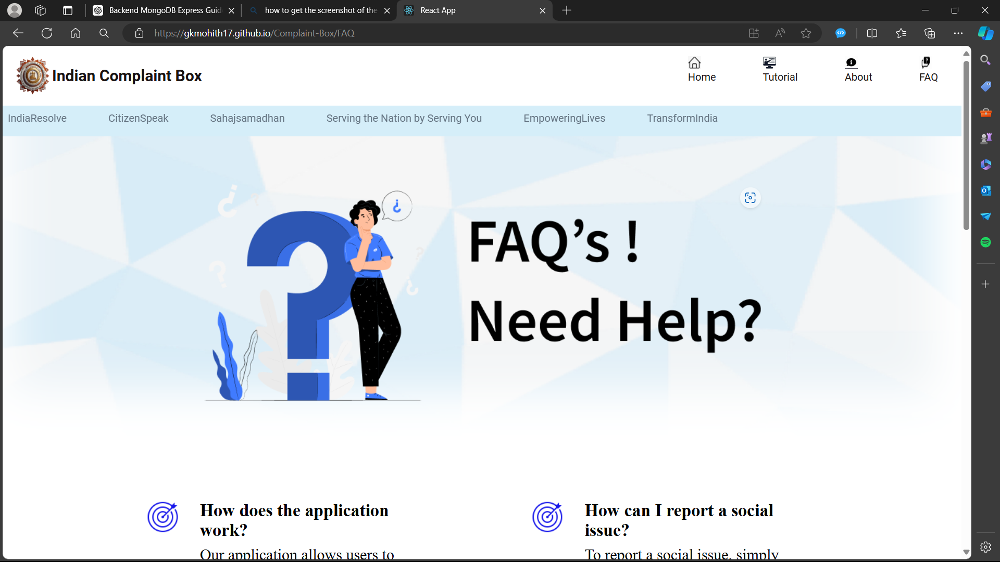 Backend MongoDB Express Guid
how to get the screenshot of the
React App
https://gkmohith17.github.io/Complaint-Box/FAQ
Indian Complaint Box
Home
Tutorial
About
FAQ
IndiaResolve
CitizenSpeak
Sahajsamadhan
Serving the Nation by Serving You
EmpoweringLives
TransformIndia
FAQ's !
Need Help?
How does the application
work?
Our application allows users to
How can I report a social
issue?
To report a social issue, simply